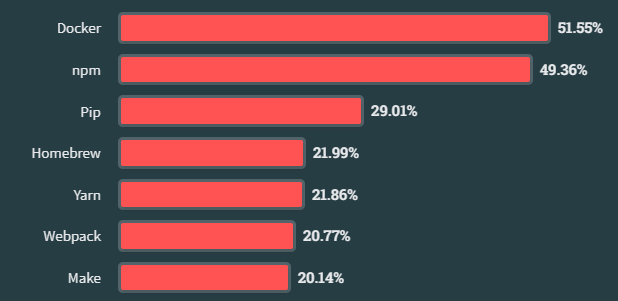 Docker 51.55%
npm 49.36%
Pip 29.01%
Homebrew 21.99%
Yarn 21.86%
Webpack 20.77%
Make 20.14%